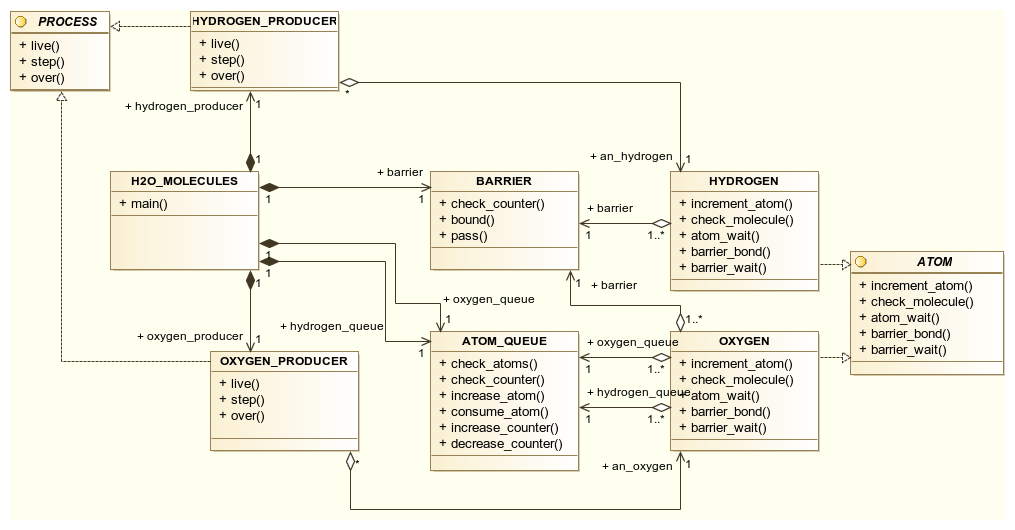 PROCESS
+ live()
+ step()
+ over()
HYDROGEN_PRODUCER
+ live()
+ step()
+ over()
*
+ hydrogen_producer
1
1
+ an_hydrogen
1
H2O_MOLECULES
+ main()
1
+ barrier
1
BARRIER
+ check_counter()
+ bound()
+ pass()
+ barrier
1
1..*
HYDROGEN
+ increment_atom()
+ check_molecule()
+ atom_wait()
+ barrier_bond()
+ barrier_wait()
ATOM
+ increment_atom()
+ check_molecule()
+ atom_wait()
+ barrier_bond()
+ barrier_wait()
1
1
1
1
+ barrier
1..*
+ oxygen_queue
1
+ oxygen_producer
1
+ hydrogen_queue
1
OXYGEN_PRODUCER
+ live()
+ step()
+ over()
*
ATOM_QUEUE
+ check_atoms()
+ check_counter()
+ increase_atom()
+ consume_atom()
+ increase_counter()
+ decrease_counter()
+ oxygen_queue
1
1..*
+ hydrogen_queue
1
1..*
OXYGEN
+ increment_atom()
+ check_molecule()
+ atom_wait()
+ barrier_bond()
+ barrier_wait()
+ an_oxygen
1